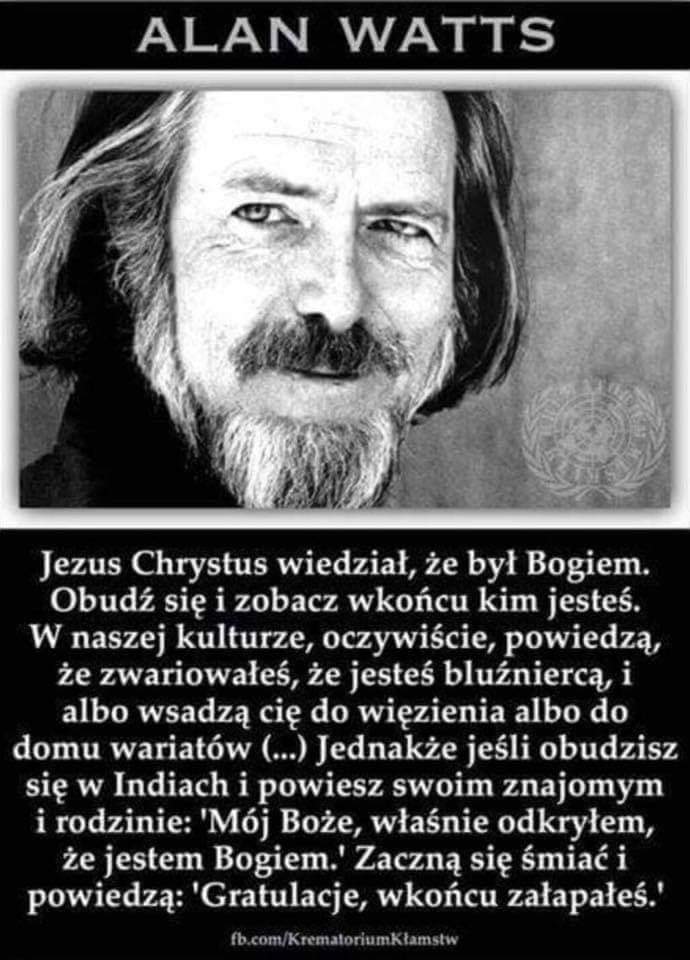 ALAN WATTS
Jezus Chrystus wiedział, że był Bogiem.
Obudź się i zobacz wkońcu kim jesteś.
W naszej kulturze, oczywiście, powiedzą,
że zwariowałeś, że jesteś bluźniercą, i
albo wsadzą cię do więzienia albo do
domu wariatów (...) Jednakże jeśli obudzisz
się w Indiach i powiesz swoim znajomym
i rodzinie: 'Mój Boże, właśnie odkryłem,
że jestem Bogiem.' Zaczną się śmiać i
powiedzą: 'Gratulacje, wkońcu załapałeś.'
fb.com/KrematoriumKłamstw